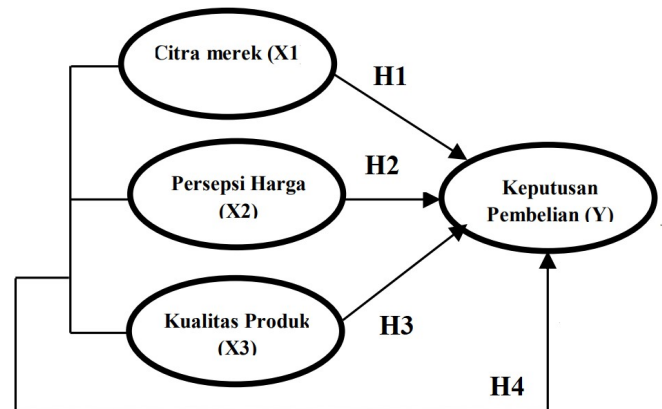 Citra merek (X1
H1
Persepsi Harga
(X2)
H2
Keputusan
Pembelian (Y)
Kualitas Produk
(X3)
H3
H4